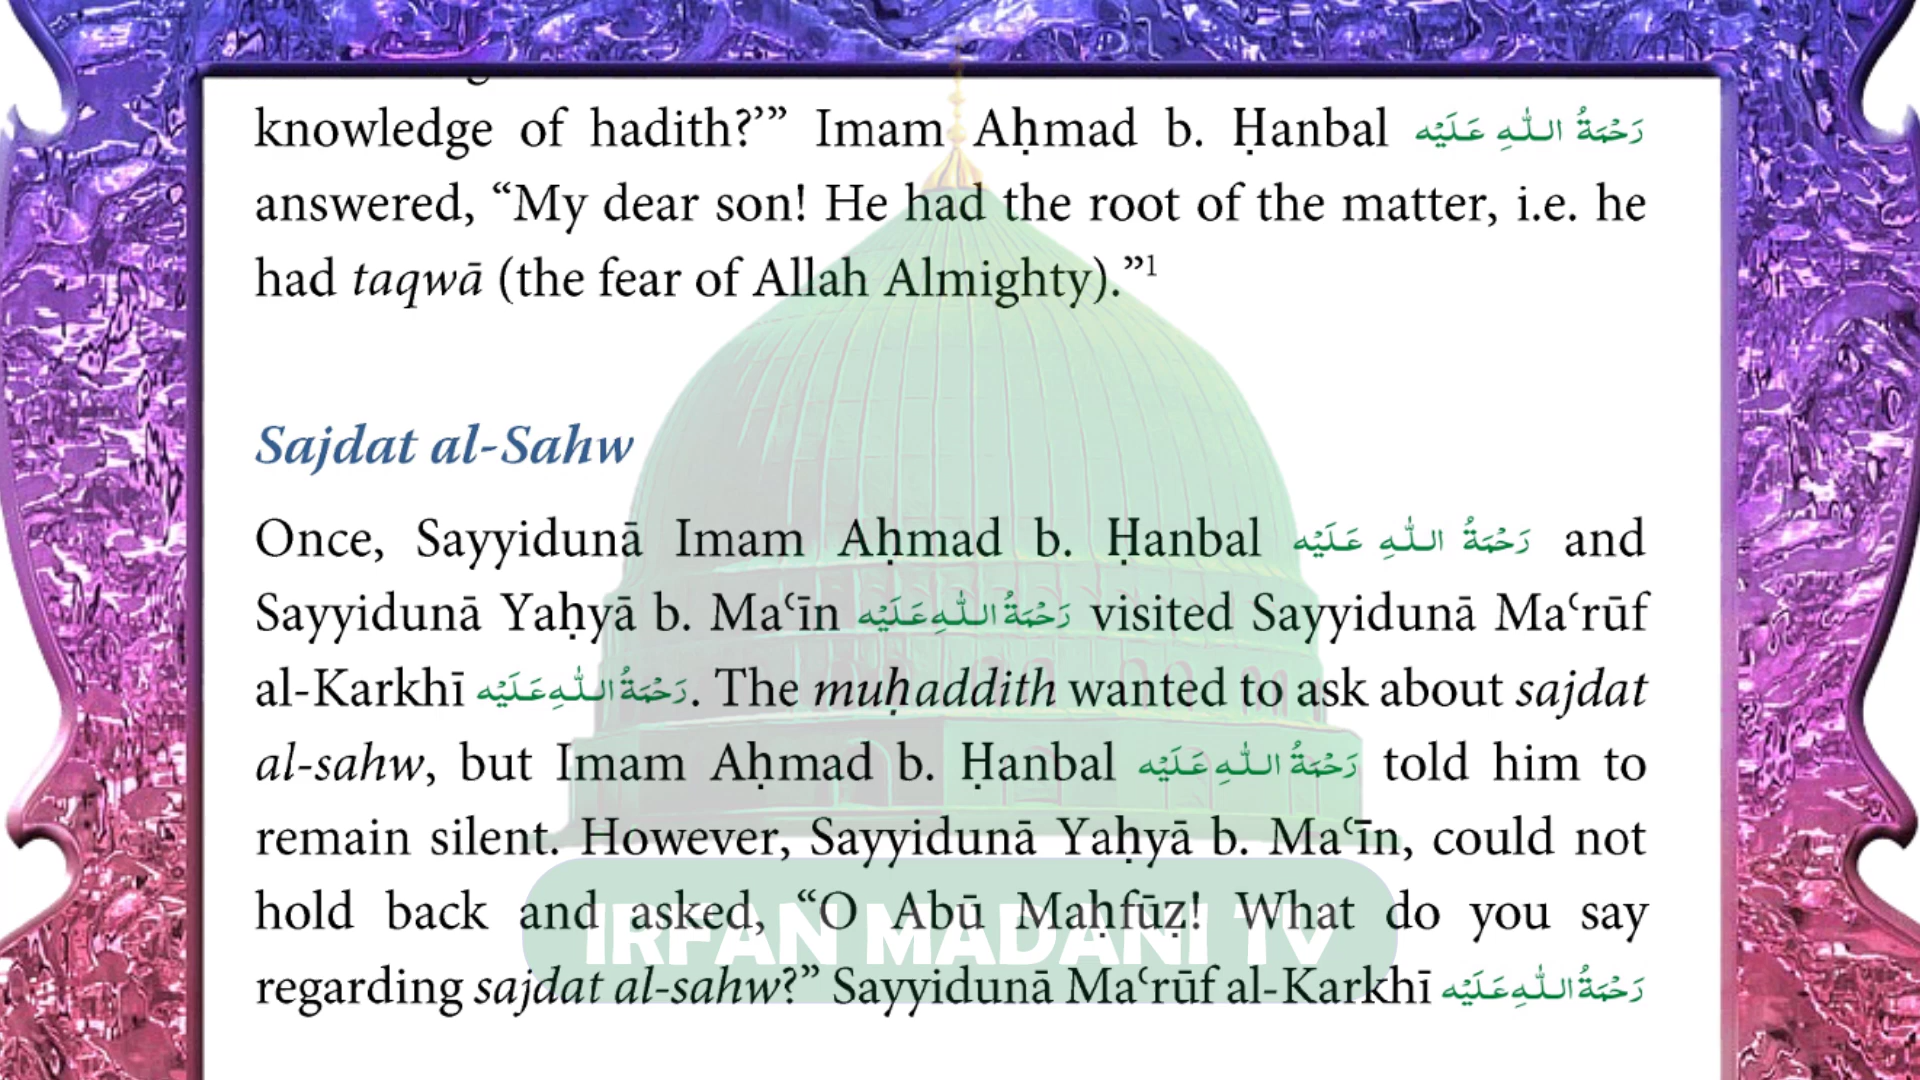 knowledge of hadith?’” Imam Aḥmad b. Ḥanbal رَحْمَةُ اللّٰهِ عَلَيْه
answered, “My dear son! He had the root of the matter, i.e. he
had taqwā (the fear of Allah Almighty).”¹
Sajdat al-Sahw
Once, Sayyidunā Imam Aḥmad b. Ḥanbal رَحْمَةُ اللّٰهِ عَلَيْه and
Sayyidunā Yaḥyā b. Maʿīn رَحْمَةُ اللّٰهِ عَلَيْه visited Sayyidunā Maʿrūf
al-Karkhī رَحْمَةُ اللّٰهِ عَلَيْه. The muḥaddith wanted to ask about sajdat
al-sahw, but Imam Aḥmad b. Ḥanbal رَحْمَةُ اللّٰهِ عَلَيْه told him to
remain silent. However, Sayyidunā Yaḥyā b. Maʿīn, could not
hold back and asked, “O Abū Maḥfūẓ! What do you say
IRFAN MADANI TV
regarding sajdat al-sahw?” Sayyidunā Maʿrūf al-Karkhī رَحْمَةُ اللّٰهِ عَلَيْه